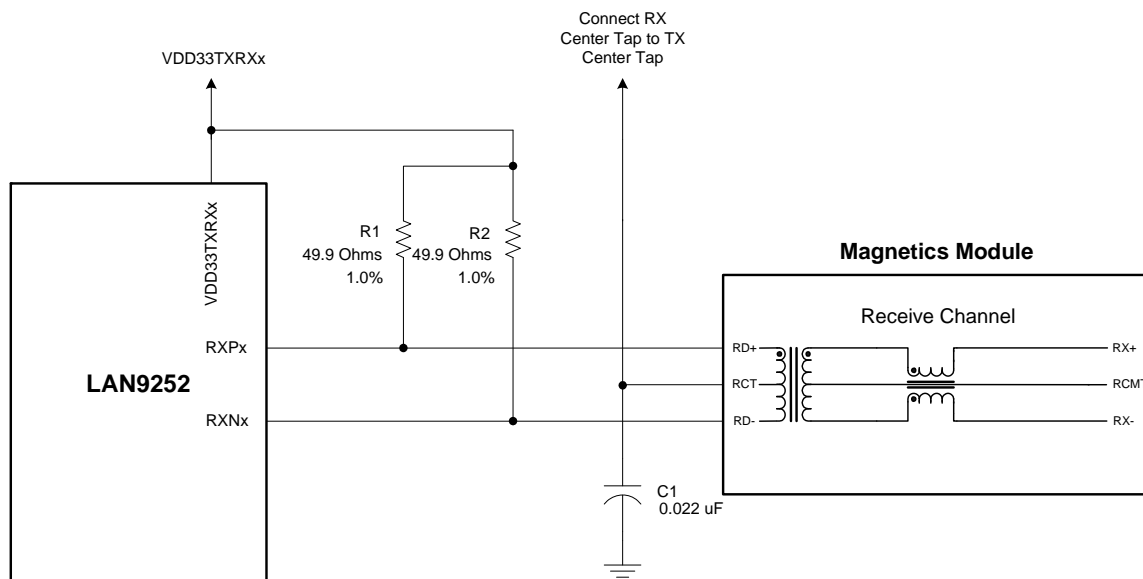 Connect RX
Center Tap to TX
Center Tap
VDD33TXRXx
VDD33TXRXx
R1
49.9 Ohms
1.0%
R2
49.9 Ohms
1.0%
Magnetics Module
Receive Channel
LAN9252
RXPx
RXNx
RD+
RCT
RD-
RX+
RCMT
RX-
C1
0.022 uF